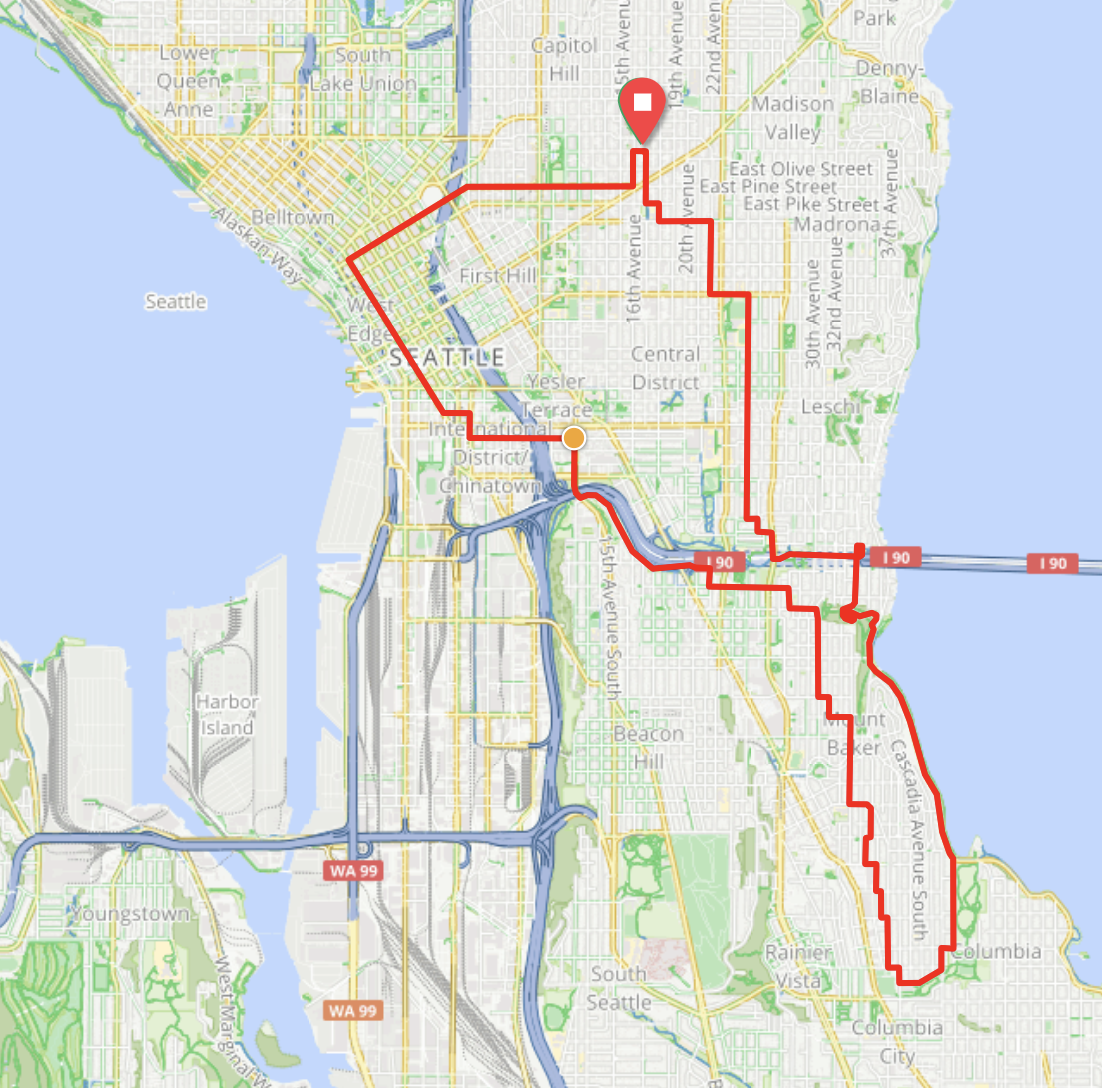 Park
Capitol
Hill
5th Avenu
19th Aven
22nd Aven
Lower
Queen
Anne
South
Lake Union
Denny-
Blaine
Madison
Valley
East Olive Street
East Pine Street
East Pike Street
Madrona
37th Avenue
20th Avenue
16th Avenue
Belltown
Alaskan Way
First Hill
Seattle
West
Edge
SEATTLE
30th Avenue
32nd Avenue
Central
District
Yesler
Terrace
Leschi
International
District/
Chinatown
I 90
I 90
I 90
15th Avenue South
Harbor
Island
Mount
Baker
Beacon
Hill
Cascadia Avenue South
WA 99
Youngstown
West Marginal W
Rainier
Vista
Columbia
South
Seattle
WA 99
Columbia
City